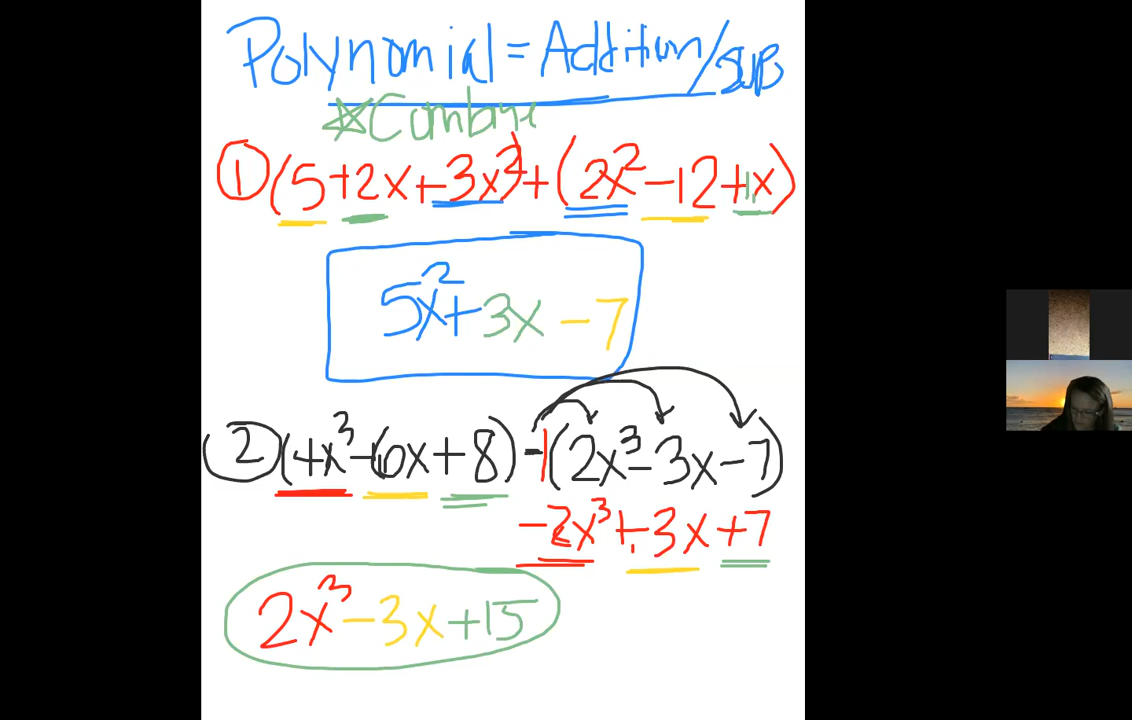 Polynomial = Addition/SUB
☆Combine
① (5+2x+3x²)+(2x²-12+1x)
5x²+3x-7
② (4x³-6x+8)-1(2x³-3x-7)
-2x³+3x+7
2x³-3x+15